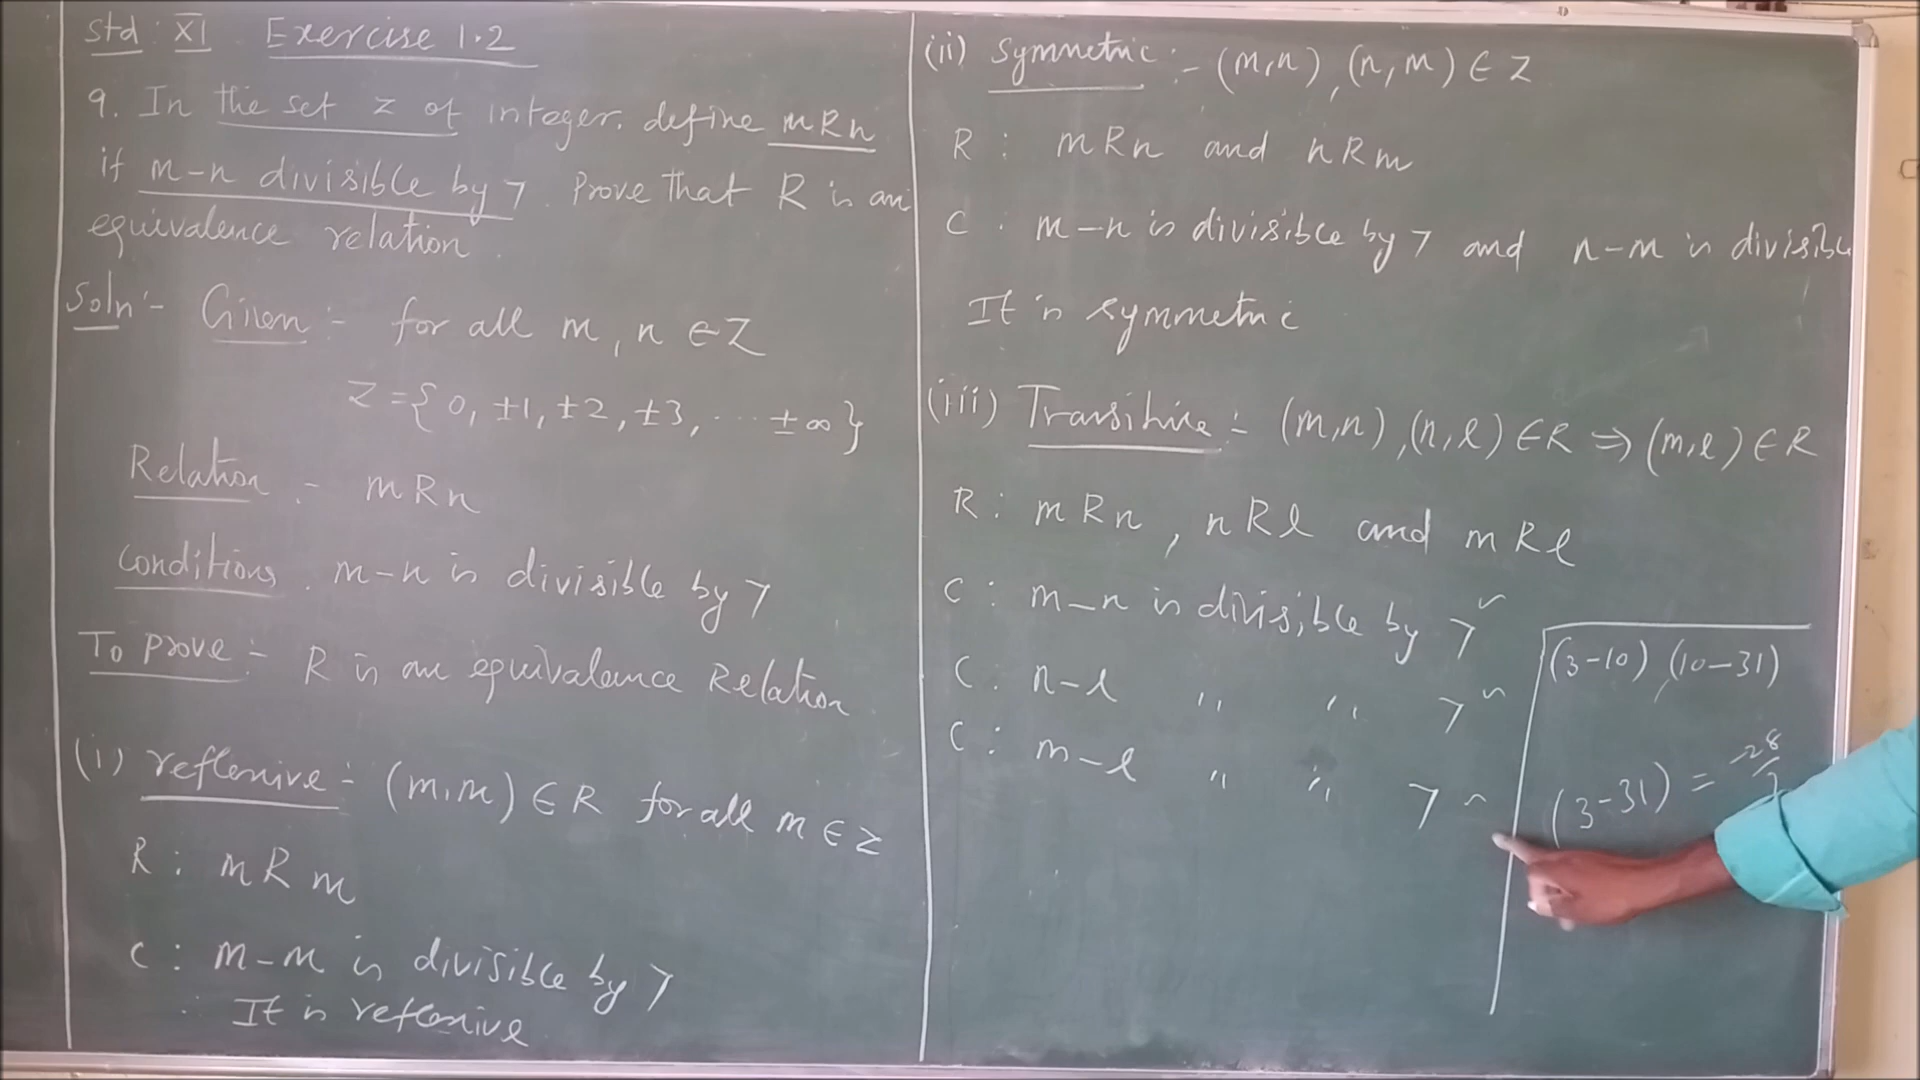 Std : XI Exercise 1.2
9. In the set z of integer. define mRn
if m-n divisible by 7. Prove that R is an
equivalence relation.
Soln:- Given :- for all m, n ∈ Z
Z = {0, ±1, ±2, ±3, ... ±∞}
Relation :- mRn
Conditions. m-n is divisible by 7
To prove :- R is an equivalence Relation
(i) reflexive :- (m,m) ∈ R for all m ∈ Z
R : mRm
C : m-m is divisible by 7
∴ It is reflexive
(ii) Symmetric :- (m,n), (n,m) ∈ Z
R : mRn and nRm
C : m-n is divisible by 7 and n-m is divisible
It is symmetric
(iii) Transitive :- (m,n), (n,l) ∈ R ⇒ (m,l) ∈ R
R : mRn, nRl and mRl
C : m-n is divisible by 7 ✓
C : n-l ,, ,, 7 ✓
C : m-l ,, ,, 7 ✓
(3-10), (10-31)
(3-31) = -28/7